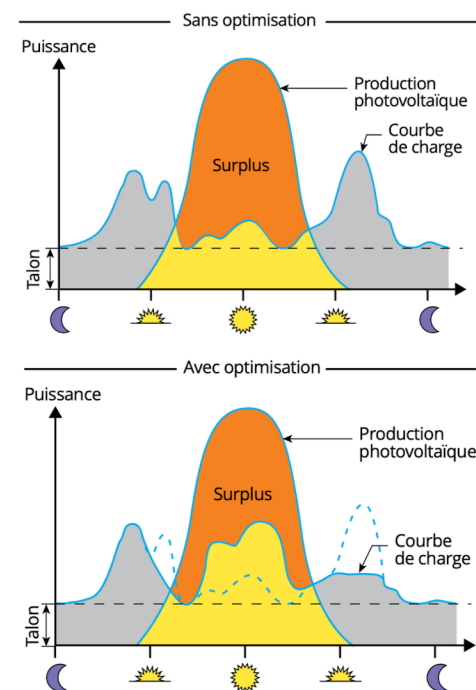 Sans optimisation
Puissance
Production
photovoltaïque
Courbe
de charge
Surplus
Talon
Avec optimisation
Puissance
Production
photovoltaïque
Surplus
Courbe
de charge
Talon